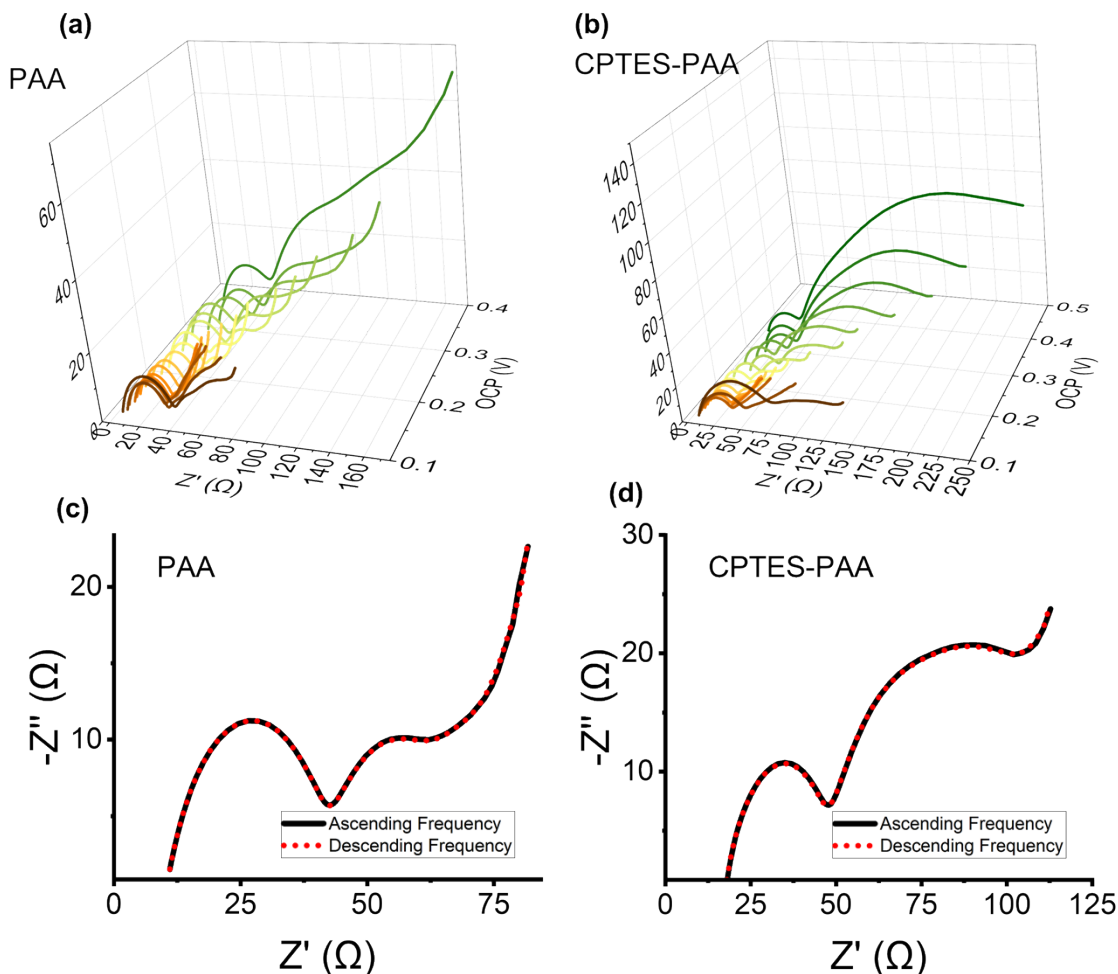 (a)
PAA
60
40
20
0
20
40
60
80
100
120
140
160
Z' (Ω)
0.1
0.2
0.3
0.4
OCP (V)
(b)
CPTES-PAA
140
120
100
80
60
40
20
0
25
50
75
100
125
150
175
200
225
250
Z' (Ω)
0.1
0.2
0.3
0.4
0.5
OCP (V)
(c)
PAA
-Z'' (Ω)
20
10
Ascending Frequency
Descending Frequency
0
25
50
75
Z' (Ω)
(d)
CPTES-PAA
-Z'' (Ω)
30
20
10
Ascending Frequency
Descending Frequency
0
25
50
75
100
125
Z' (Ω)